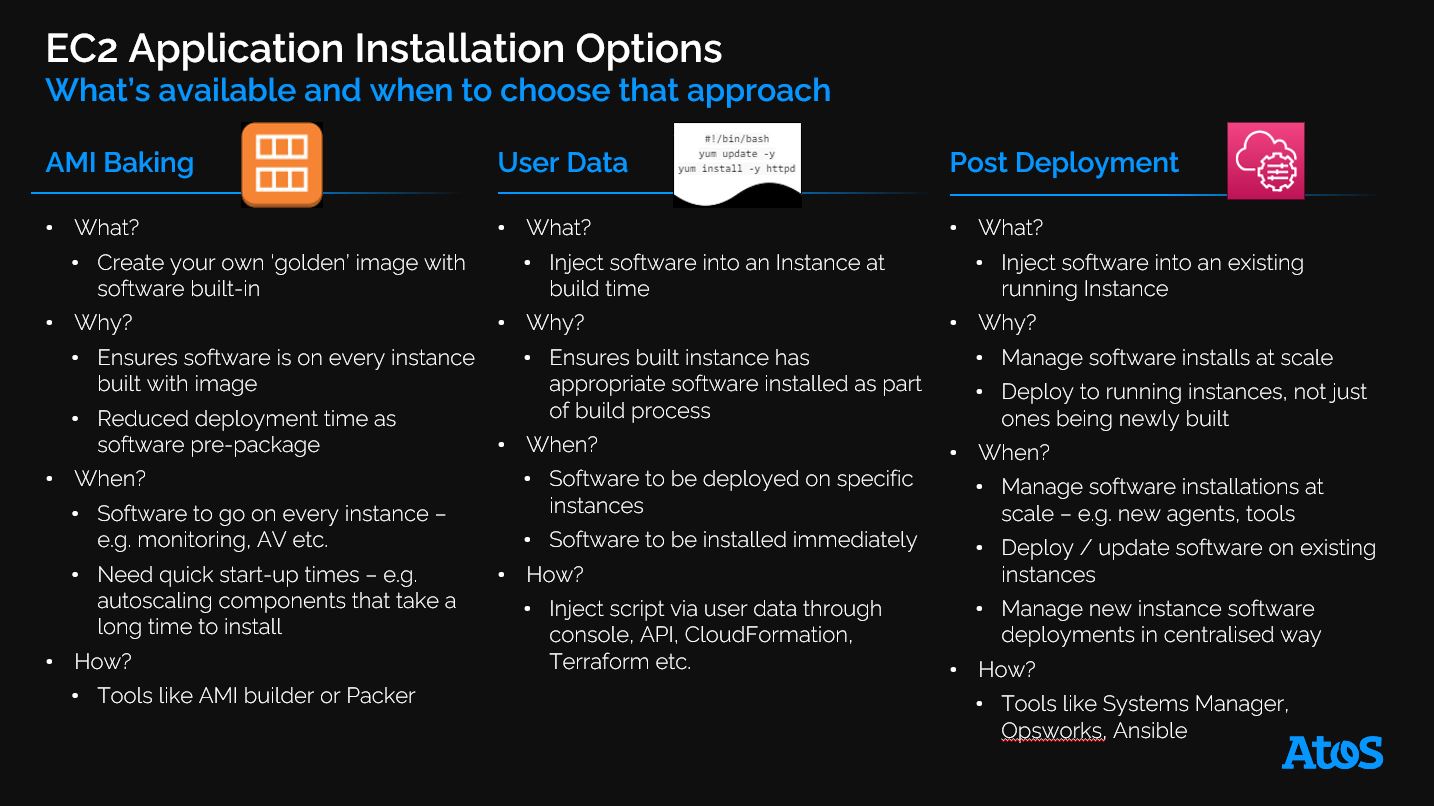 EC2 Application Installation Options
What's available and when to choose that approach
AMI Baking
• What?
• Create your own 'golden' image with
software built-in
• Why?
• Ensures software is on every instance
built with image
• Reduced deployment time as
software pre-package
• When?
• Software to go on every instance –
e.g. monitoring, AV etc.
• Need quick start-up times – e.g.
autoscaling components that take a
long time to install
• How?
• Tools like AMI builder or Packer
User Data
#!/bin/bash
yum update -y
yum install -y httpd
• What?
• Inject software into an Instance at
build time
• Why?
• Ensures built instance has
appropriate software installed as part
of build process
• When?
• Software to be deployed on specific
instances
• Software to be installed immediately
• How?
• Inject script via user data through
console, API, CloudFormation,
Terraform etc.
Post Deployment
• What?
• Inject software into an existing
running Instance
• Why?
• Manage software installs at scale
• Deploy to running instances, not just
ones being newly built
• When?
• Manage software installations at
scale – e.g. new agents, tools
• Deploy / update software on existing
instances
• Manage new instance software
deployments in centralised way
• How?
• Tools like Systems Manager,
Opsworks, Ansible
Atos